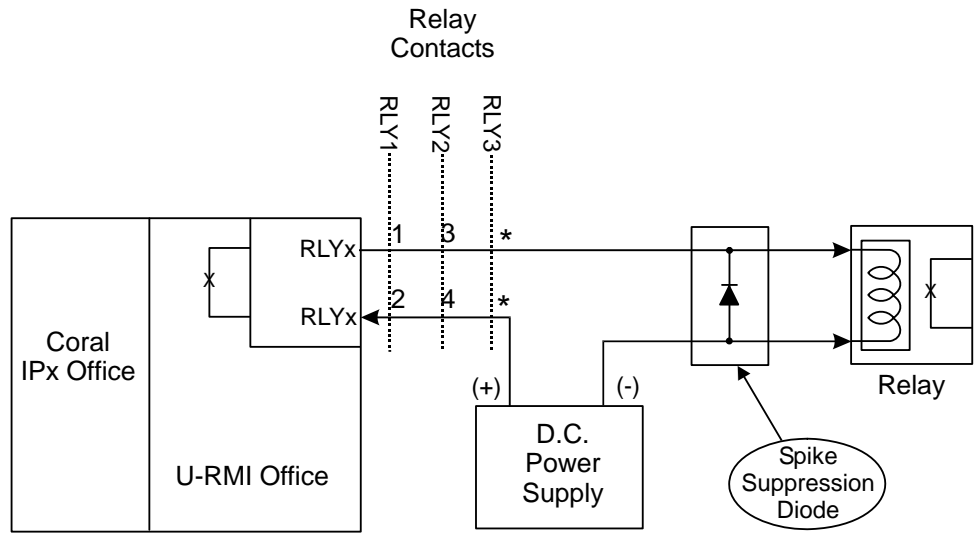 Relay
Contacts
RLY1
RLY2
RLY3
RLYx
1
3
*
RLYx
2
4
*
Coral
IPx Office
U-RMI Office
(+)
(-)
D.C.
Power
Supply
Relay
Spike
Suppression
Diode
X
X